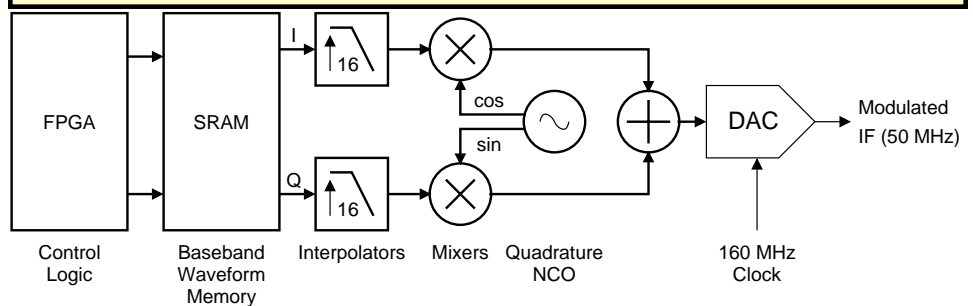 I
16
cos
FPGA
SRAM
DAC
Modulated
IF (50 MHz)
sin
Q
16
Control
Logic
Baseband
Waveform
Memory
Interpolators
Mixers
Quadrature
NCO
160 MHz
Clock